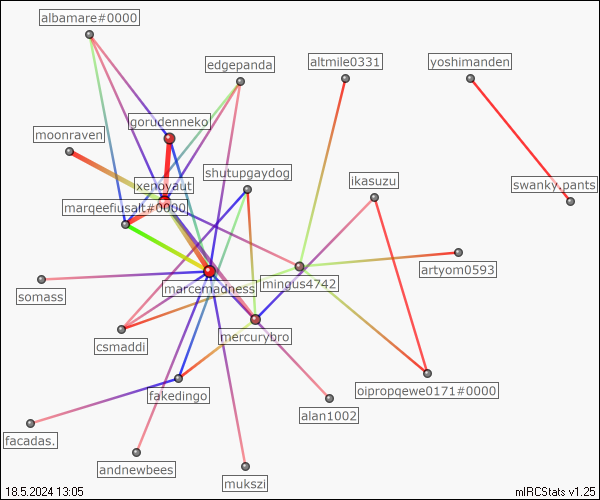 albamare#0000
edgepanda
altmile0331
yoshimanden
gorudenneko
moonraven
shutupgaydog
xenovaut
ikasuzu
swanky.pants
marqeefiusalt#0000
artyom0593
somass
marcemadness
mingus4742
mercurybro
csmaddi
fakedingo
oipropqewe0171#0000
alan1002
facadas.
andnewbees
mukszi
18.5.2024 13:05
mIRCStats v1.25